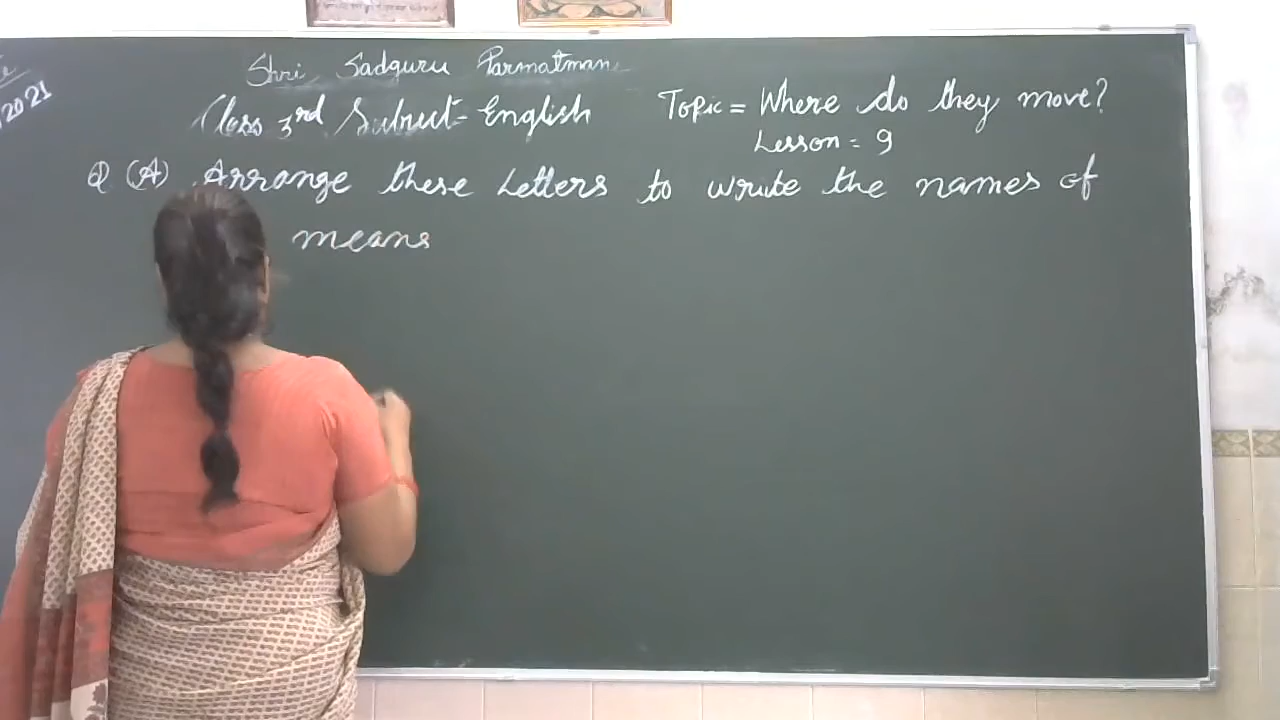 2021
Shri Sadguru Parmatman
Class 3rd Subect - English
Topic = Where do they move?
Lesson = 9
Q (A) Arrange these letters to write the names of
means